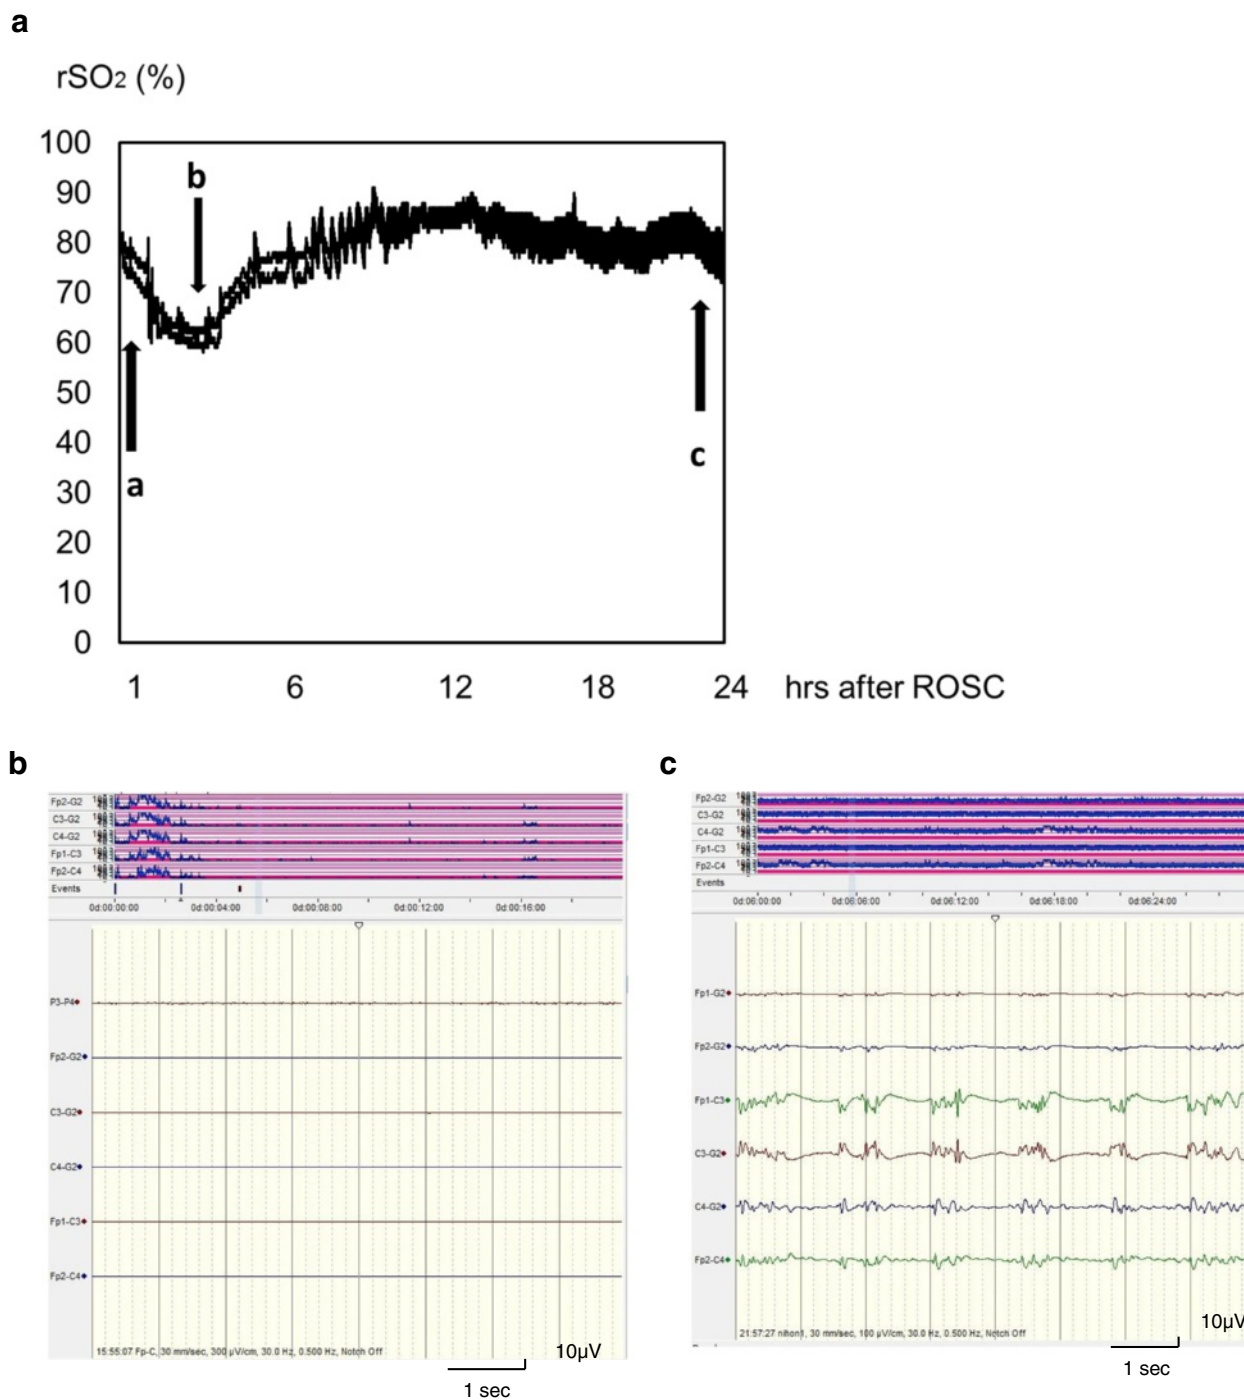 a
rSO2 (%)
100
90
80
70
60
50
40
30
20
10
0
b
a
c
1 6 12 18 24 hrs after ROSC
b
Fp2-G2
C3-G2
C4-G2
Fp1-C3
Fp2-C4
Events
0d:00:00:00 0d:00:04:00 0d:00:08:00 0d:00:12:00 0d:00:16:00
P3-P4
Fp2-G2
C3-G2
C4-G2
Fp1-C3
Fp2-C4
15:55:07 Fp-C, 30 mm/sec, 300 µV/cm, 30.0 Hz, 0.500 Hz, Notch Off
10µV
1 sec
c
Fp2-G2
C3-G2
C4-G2
Fp1-C3
Fp2-C4
Events
0d:06:00:00 0d:06:06:00 0d:06:12:00 0d:06:18:00 0d:06:24:00
Fp1-G2
Fp2-G2
Fp1-C3
C3-G2
C4-G2
Fp2-C4
21:57:27 nihon1, 30 mm/sec, 100 µV/cm, 30.0 Hz, 0.500 Hz, Notch Off
10µV
1 sec